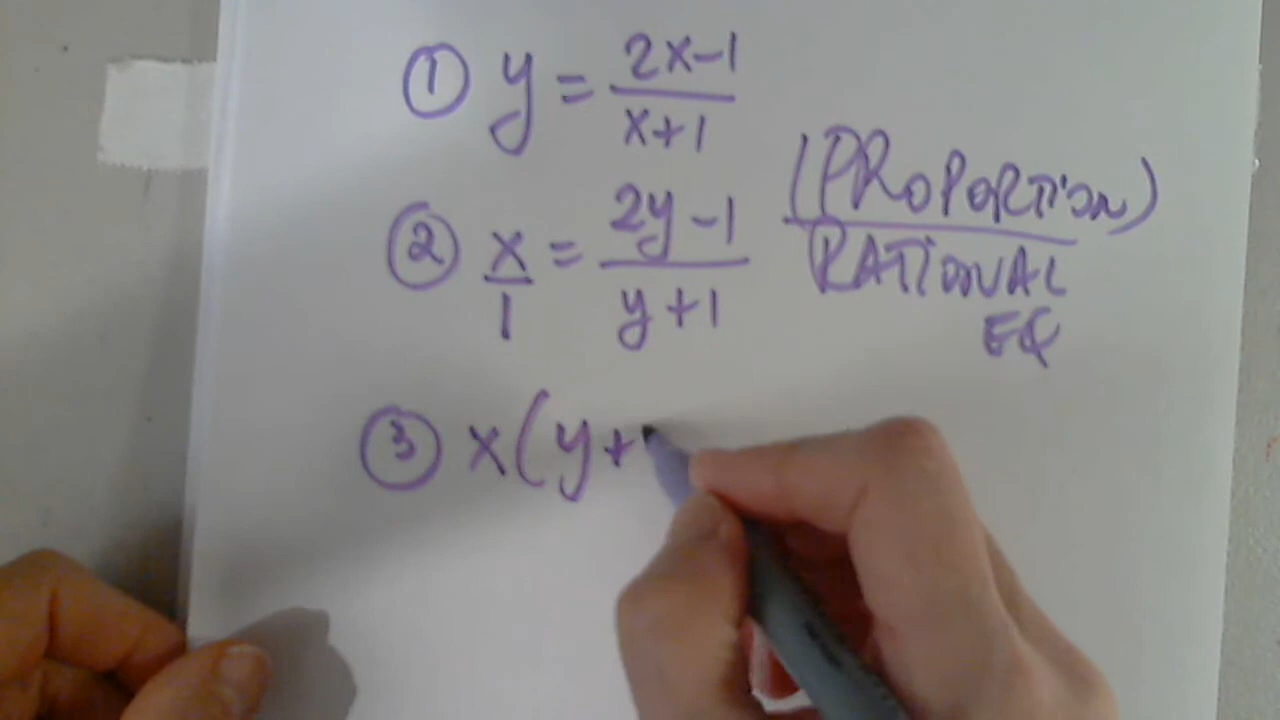 ① y = 2x-1 / x+1
② x/1 = 2y-1 / y+1
(PROPORTION)
RATIONAL
EQ
③ x(y+